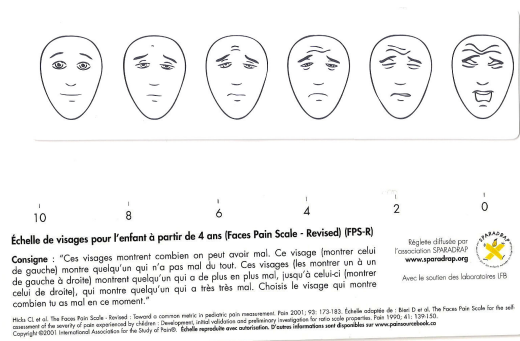 10 8 6 4 2 0
Échelle de visages pour l'enfant à partir de 4 ans (Faces Pain Scale - Revised) (FPS-R)
Consigne : "Ces visages montrent combien on peut avoir mal. Ce visage (montrer celui
de gauche) montre quelqu'un qui n'a pas mal du tout. Ces visages (les montrer un à un
de gauche à droite) montrent quelqu'un qui a de plus en plus mal, jusqu'à celui-ci (montrer
celui de droite), qui montre quelqu'un qui a très très mal. Choisis le visage qui montre
combien tu as mal en ce moment."
Réglette diffusée par
l'association SPARADRAP
www.sparadrap.org
SPARADRAP
Avec le soutien des laboratoires LFB
Hicks CL et al. The Faces Pain Scale - Revised : Toward a common metric in pediatric pain measurement. Pain 2001; 93: 173-183. Échelle adaptée de : Bieri D et al. The Faces Pain Scale for the self-
assessment of the severity of pain experienced by children : Development, initial validation and preliminary investigation for ratio scale properties. Pain 1990; 41: 139-150.
Copyright ©2001 International Association for the Study of Pain®. Échelle reproduite avec autorisation. D'autres informations sont disponibles sur www.painsourcebook.ca